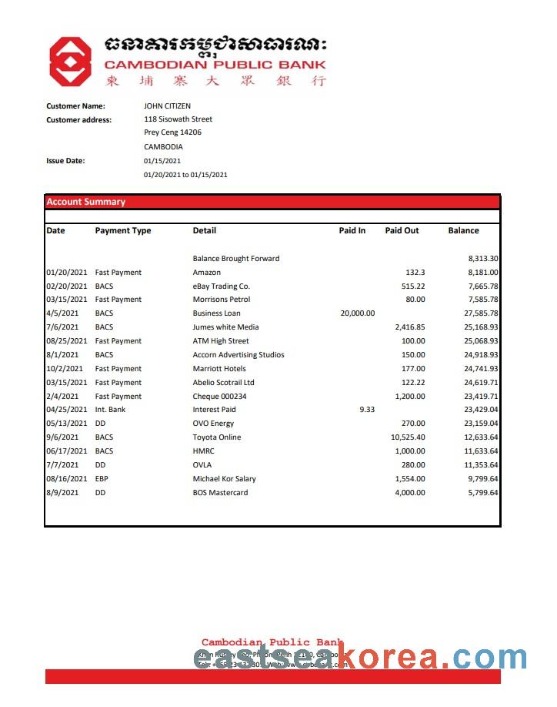 ធនាគារកម្ពុជាសាធារណៈ
CAMBODIAN PUBLIC BANK
柬 埔 寨 大 眾 銀 行
Customer Name: JOHN CITIZEN
Customer address: 118 Sisowath Street
Prey Ceng 14206
CAMBODIA
Issue Date: 01/15/2021
01/20/2021 to 01/15/2021
Account Summary
Date Payment Type Detail Paid In Paid Out Balance
Balance Brought Forward 8,313.30
01/20/2021 Fast Payment Amazon 132.3 8,181.00
02/20/2021 BACS eBay Trading Co. 515.22 7,665.78
03/15/2021 Fast Payment Morrisons Petrol 80.00 7,585.78
4/5/2021 BACS Business Loan 20,000.00 27,585.78
7/6/2021 BACS Jumes white Media 2,416.85 25,168.93
08/25/2021 Fast Payment ATM High Street 100.00 25,068.93
8/1/2021 BACS Accorn Advertising Studios 150.00 24,918.93
10/2/2021 Fast Payment Marriott Hotels 177.00 24,741.93
03/15/2021 Fast Payment Abelio Scotrail Ltd 122.22 24,619.71
2/4/2021 Fast Payment Cheque 000234 1,200.00 23,419.71
04/25/2021 Int. Bank Interest Paid 9.33 23,429.04
05/13/2021 DD OVO Energy 270.00 23,159.04
9/6/2021 BACS Toyota Online 10,525.40 12,633.64
06/17/2021 BACS HMRC 1,000.00 11,633.64
7/7/2021 DD OVLA 280.00 11,353.64
08/16/2021 EBP Michael Kor Salary 1,554.00 9,799.64
8/9/2021 DD BOS Mastercard 4,000.00 5,799.64
Cambodian Public Bank
eastseakorea.com